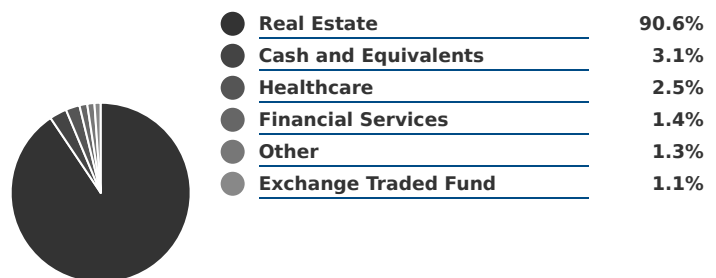 Real Estate 90.6%
Cash and Equivalents 3.1%
Healthcare 2.5%
Financial Services 1.4%
Other 1.3%
Exchange Traded Fund 1.1%